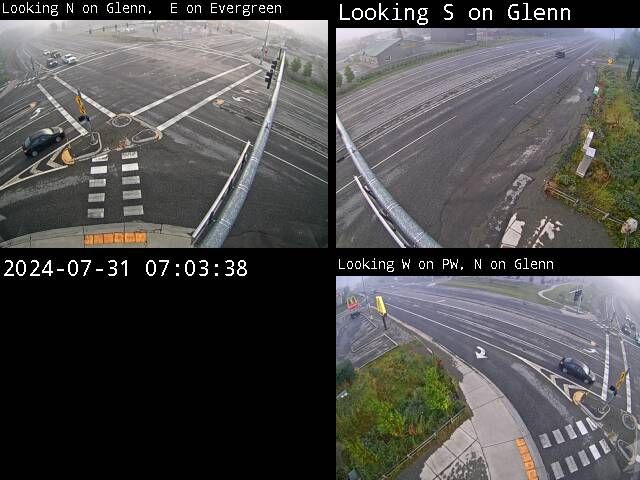 Looking N on Glenn, E on Evergreen
Looking S on Glenn
2024-07-31 07:03:38
Looking W on PW, N on Glenn